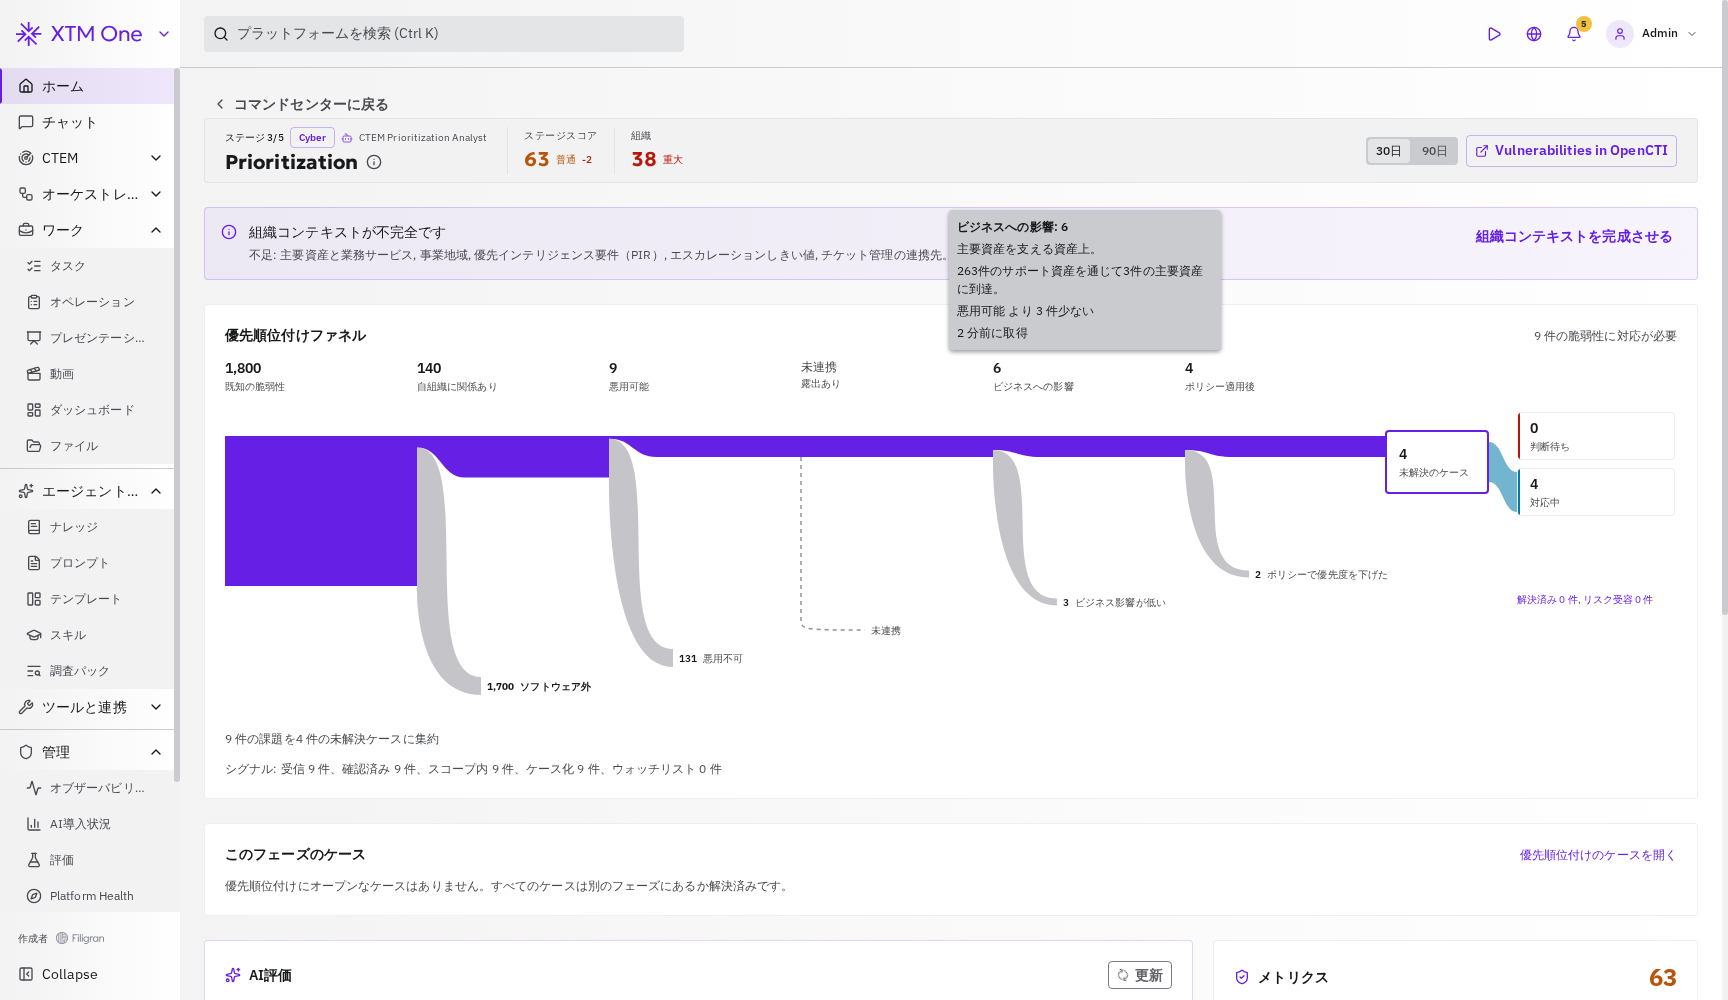 XTM One
プラットフォームを検索 (Ctrl K)
5
Admin
ホーム
チャット
CTEM
オーケストレ...
ワーク
タスク
オペレーション
プレゼンテーシ...
動画
ダッシュボード
ファイル
エージェント...
ナレッジ
プロンプト
テンプレート
スキル
調査パック
ツールと連携
管理
オブザーバビリ...
AI導入状況
評価
Platform Health
作成者 Filigran
Collapse
コマンドセンターに戻る
ステージ 3/5 Cyber CTEM Prioritization Analyst
Prioritization
ステージスコア
63 普通 -2
組織
38 重大
30日 90日
Vulnerabilities in OpenCTI
組織コンテキストが不完全です
不足: 主要資産と業務サービス, 事業地域, 優先インテリジェンス要件（PIR）, エスカレーションしきい値, チケット管理の連携先。
組織コンテキストを完成させる
ビジネスへの影響: 6
主要資産を支える資産上。
263件のサポート資産を通じて3件の主要資産
に到達。
悪用可能 より 3 件少ない
2 分前に取得
優先順位付けファネル
9 件の脆弱性に対応が必要
1,800
既知の脆弱性
140
自組織に関係あり
9
悪用可能
未連携
露出あり
6
ビジネスへの影響
4
ポリシー適用後
4
未解決のケース
0
判断待ち
4
対応中
2 ポリシーで優先度を下げた
3 ビジネス影響が低い
未連携
131 悪用不可
1,700 ソフトウェア外
解決済み 0 件, リスク受容 0 件
9 件の課題を4 件の未解決ケースに集約
シグナル: 受信 9 件、確認済み 9 件、スコープ内 9 件、ケース化 9 件、ウォッチリスト 0 件
このフェーズのケース
優先順位付けのケースを開く
優先順位付けにオープンなケースはありません。すべてのケースは別のフェーズにあるか解決済みです。
AI評価
更新
メトリクス
63